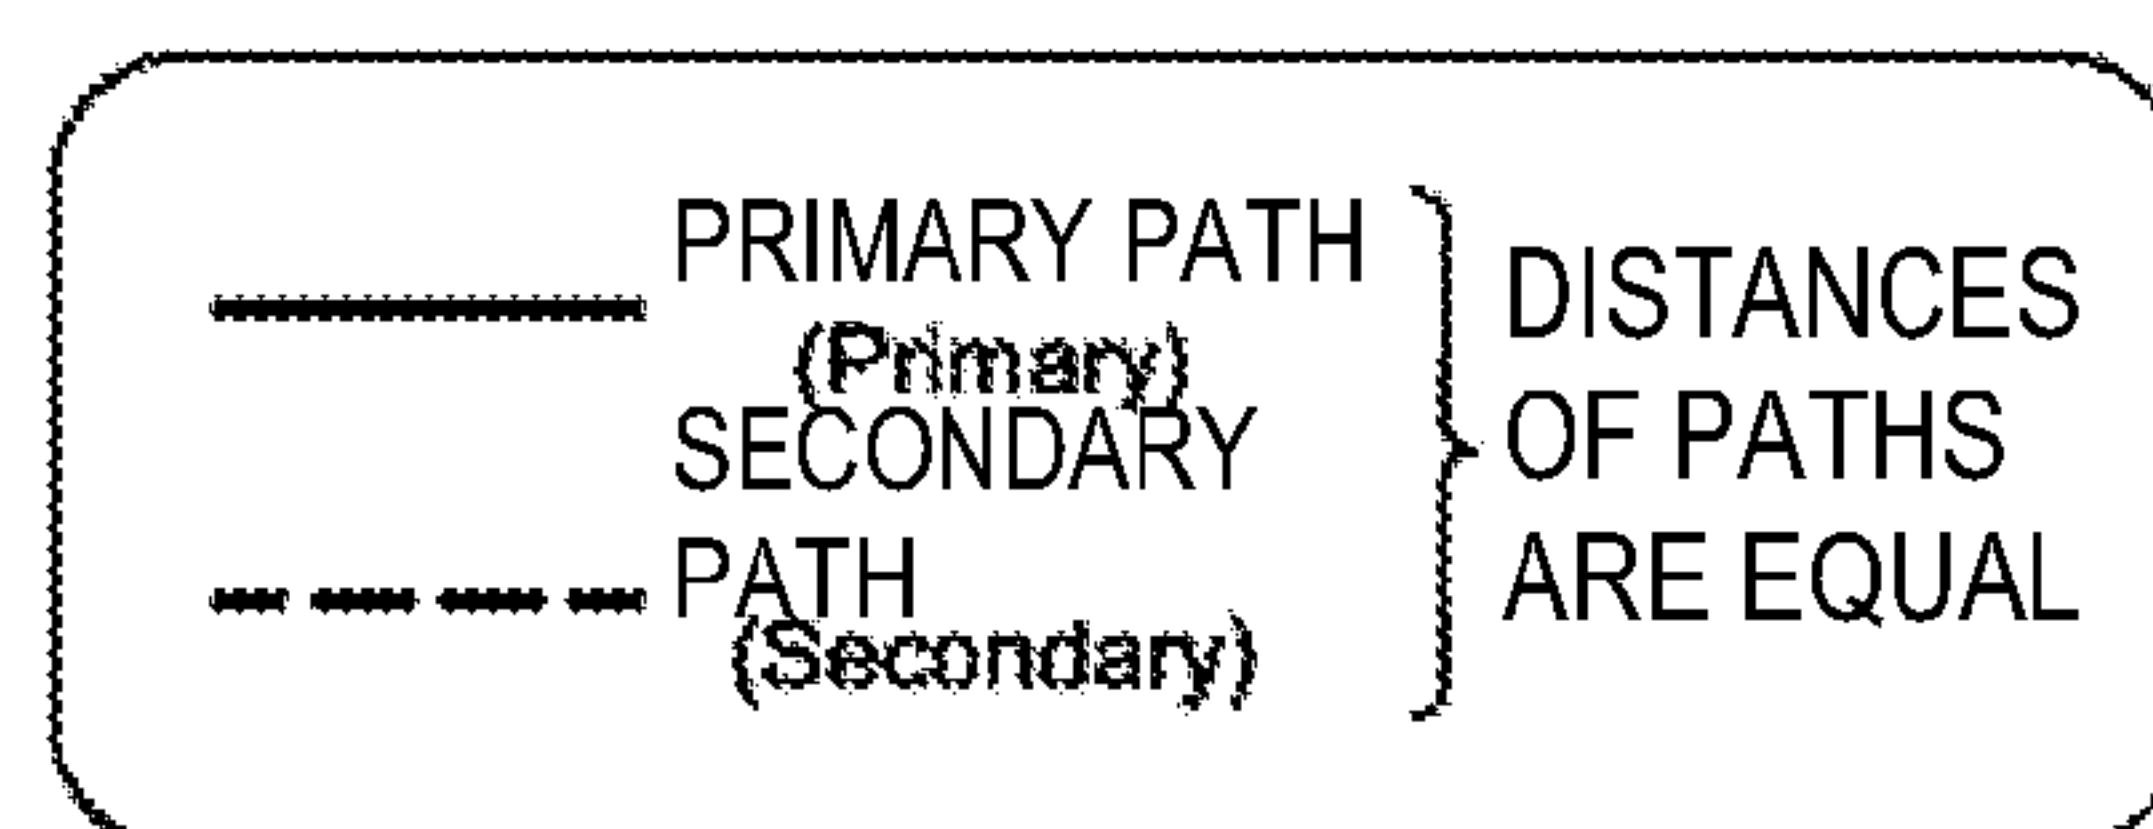 PRIMARY PATH
(Primary)
SECONDARY
PATH
(Secondary)
DISTANCES
OF PATHS
ARE EQUAL